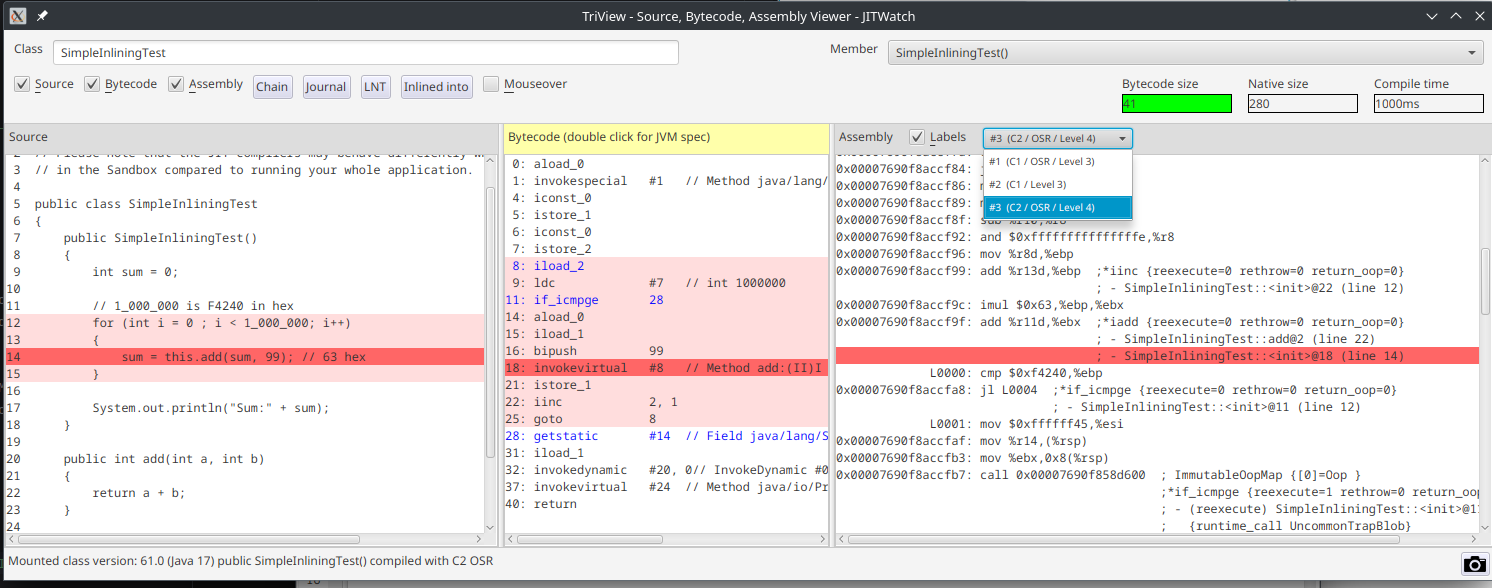 TriView - Source, Bytecode, Assembly Viewer - JITWatch
Class SimpleInliningTest Member SimpleInliningTest()
Source Bytecode Assembly Chain Journal LNT Inlined into Mouseover
Bytecode size Native size Compile time
41 280 1000ms
Source
3 // in the Sandbox compared to running your whole application.
4
5 public class SimpleInliningTest
6 {
7 public SimpleInliningTest()
8 {
9 int sum = 0;
10
11 // 1_000_000 is F4240 in hex
12 for (int i = 0 ; i < 1_000_000; i++)
13 {
14 sum = this.add(sum, 99); // 63 hex
15 }
16
17 System.out.println("Sum:" + sum);
18 }
19
20 public int add(int a, int b)
21 {
22 return a + b;
23 }
24
Bytecode (double click for JVM spec)
0: aload_0
1: invokespecial #1 // Method java/lang/
4: iconst_0
5: istore_1
6: iconst_0
7: istore_2
8: iload_2
9: ldc #7 // int 1000000
11: if_icmpge 28
14: aload_0
15: iload_1
16: bipush 99
18: invokevirtual #8 // Method add:(II)I
21: istore_1
22: iinc 2, 1
25: goto 8
28: getstatic #14 // Field java/lang/S
31: iload_1
32: invokedynamic #20, 0// InvokeDynamic #0
37: invokevirtual #24 // Method java/io/Pr
40: return
Assembly Labels #3 (C2 / OSR / Level 4)
#1 (C1 / OSR / Level 3)
#2 (C1 / Level 3)
#3 (C2 / OSR / Level 4)
0x00007690f8accf84:
0x00007690f8accf86:
0x00007690f8accf89:
0x00007690f8accf8f:
0x00007690f8accf92: and $0xfffffffffffffffe,%r8
0x00007690f8accf96: mov %r8d,%ebp
0x00007690f8accf99: add %r13d,%ebp ;*iinc {reexecute=0 rethrow=0 return_oop=0}
; - SimpleInliningTest::<init>@22 (line 12)
0x00007690f8accf9c: imul $0x63,%ebp,%ebx
0x00007690f8accf9f: add %r11d,%ebx ;*iadd {reexecute=0 rethrow=0 return_oop=0}
; - SimpleInliningTest::add@2 (line 22)
; - SimpleInliningTest::<init>@18 (line 14)
L0000: cmp $0xf4240,%ebp
0x00007690f8accfa8: jl L0004 ;*if_icmpge {reexecute=0 rethrow=0 return_oop=0}
; - SimpleInliningTest::<init>@11 (line 12)
L0001: mov $0xffffff45,%esi
0x00007690f8accfaf: mov %r14,(%rsp)
0x00007690f8accfb3: mov %ebx,0x8(%rsp)
0x00007690f8accfb7: call 0x00007690f858d600 ; ImmutableOopMap {[0]=Oop }
;*if_icmpge {reexecute=1 rethrow=0 return_oop
; - (reexecute) SimpleInliningTest::<init>@1
; {runtime_call UncommonTrapBlob}
Mounted class version: 61.0 (Java 17) public SimpleInliningTest() compiled with C2 OSR